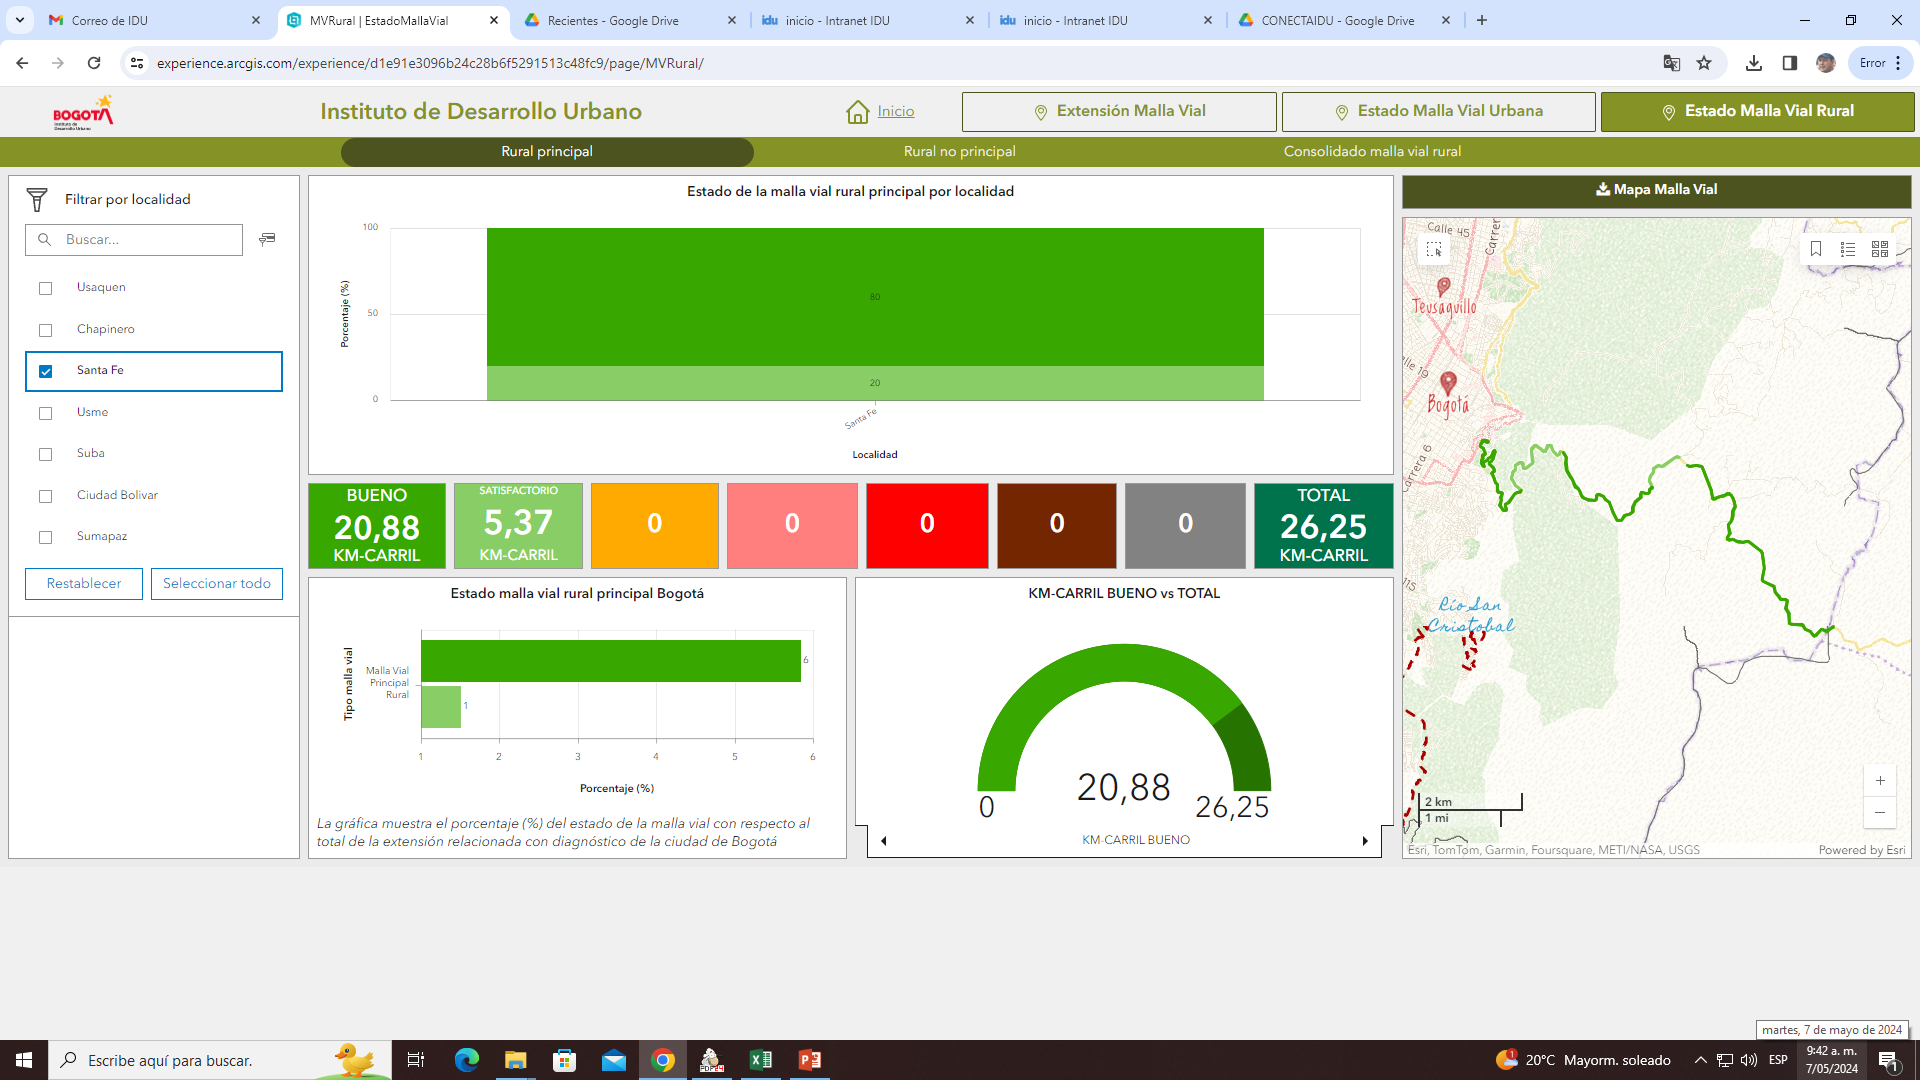 Correo de IDU
MVRural | EstadoMallaVial
Recientes - Google Drive
idu inicio - Intranet IDU
idu inicio - Intranet IDU
CONECTAIDU - Google Drive
experience.arcgis.com/experience/d1e91e3096b24c28b6f5291513c48fc9/page/MVRural/
Error
BOGOTÁ
Instituto de Desarrollo Urbano
Inicio
Extensión Malla Vial
Estado Malla Vial Urbana
Estado Malla Vial Rural
Rural principal
Rural no principal
Consolidado malla vial rural
Filtrar por localidad
Buscar...
Usaquen
Chapinero
Santa Fe
Usme
Suba
Ciudad Bolivar
Sumapaz
Restablecer
Seleccionar todo
Estado de la malla vial rural principal por localidad
Porcentaje (%)
100
50
0
80
20
Santa Fe
Localidad
BUENO
20,88
KM-CARRIL
SATISFACTORIO
5,37
KM-CARRIL
0
0
0
0
0
TOTAL
26,25
KM-CARRIL
Estado malla vial rural principal Bogotá
Tipo malla vial
Malla Vial
Principal
Rural
6
1
1 2 3 4 5 6
Porcentaje (%)
La gráfica muestra el porcentaje (%) del estado de la malla vial con respecto al
total de la extensión relacionada con diagnóstico de la ciudad de Bogotá
KM-CARRIL BUENO vs TOTAL
20,88
0
26,25
KM-CARRIL BUENO
Mapa Malla Vial
Calle 45
Carrer
Teusaquillo
alle 19
Bogotá
Carrera 6
115
Río San
Cristobal
2 km
1 mi
Esri, TomTom, Garmin, Foursquare, METI/NASA, USGS
Powered by Esri
martes, 7 de mayo de 2024
Escribe aquí para buscar.
1
20°C Mayorm. soleado
ESP
9:42 a. m.
7/05/2024
1